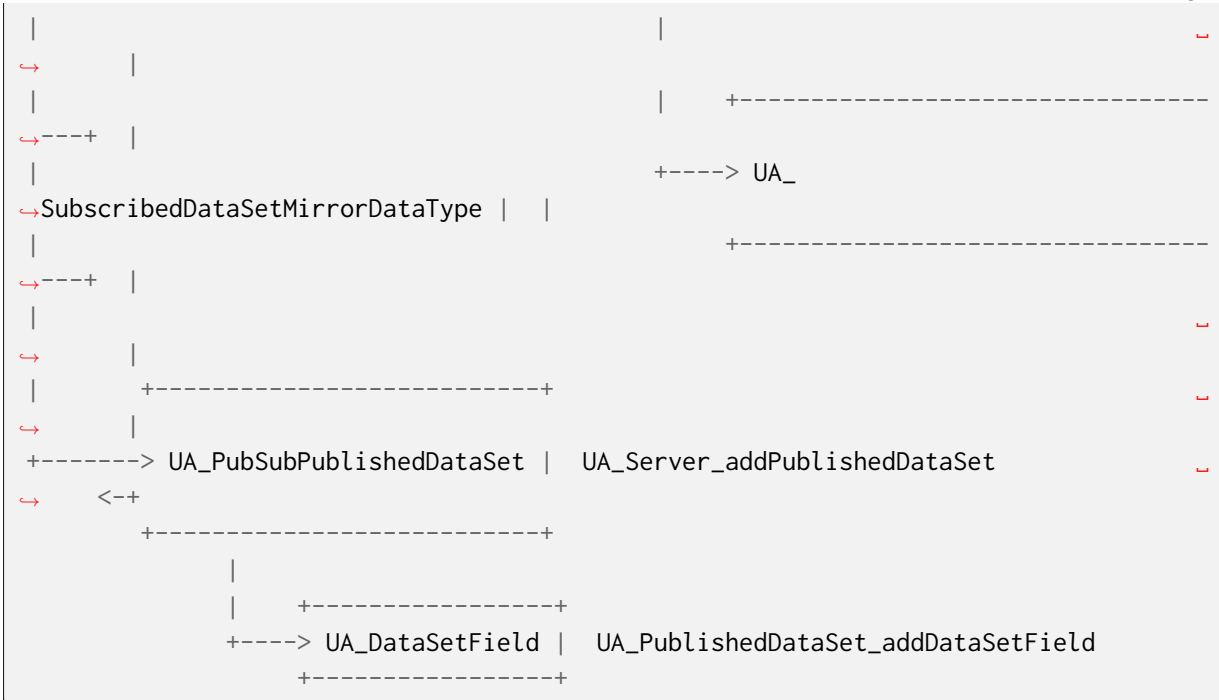 |                                           |                                     ␣
↪      |
|                                           |    +---------------------------------
↪---+  |
|                                           +----> UA_
↪SubscribedDataSetMirrorDataType |  |
|                                                +---------------------------------
↪---+  |
|                                                                                 ␣
↪      |
|       +---------------------------+                                             ␣
↪      |
+-------> UA_PubSubPublishedDataSet |  UA_Server_addPublishedDataSet              ␣
↪    <-+
        +---------------------------+
              |
              |    +----------------+
              +----> UA_DataSetField |  UA_PublishedDataSet_addDataSetField
                   +-----------------+